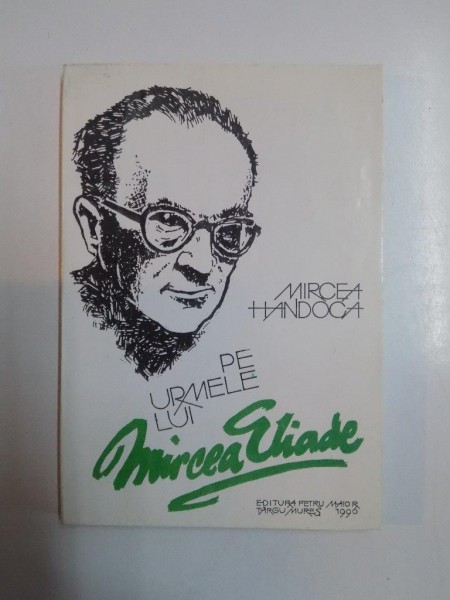 MIRCEA
HANDOCA
PE
URMELE
LUI
Mircea Eliade
EDITURA PETRU MAIOR
TÂRGU MUREȘ 1996